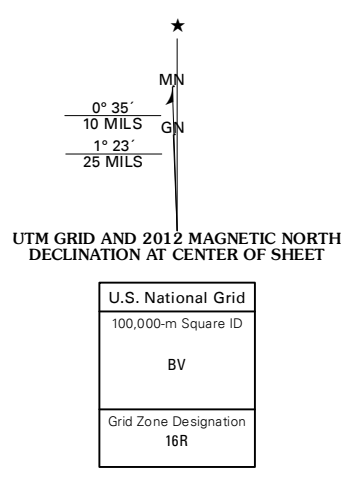 ★
MN
0° 35´
10 MILS
GN
1° 23´
25 MILS
UTM GRID AND 2012 MAGNETIC NORTH
DECLINATION AT CENTER OF SHEET
U.S. National Grid
100,000-m Square ID
BV
Grid Zone Designation
16R